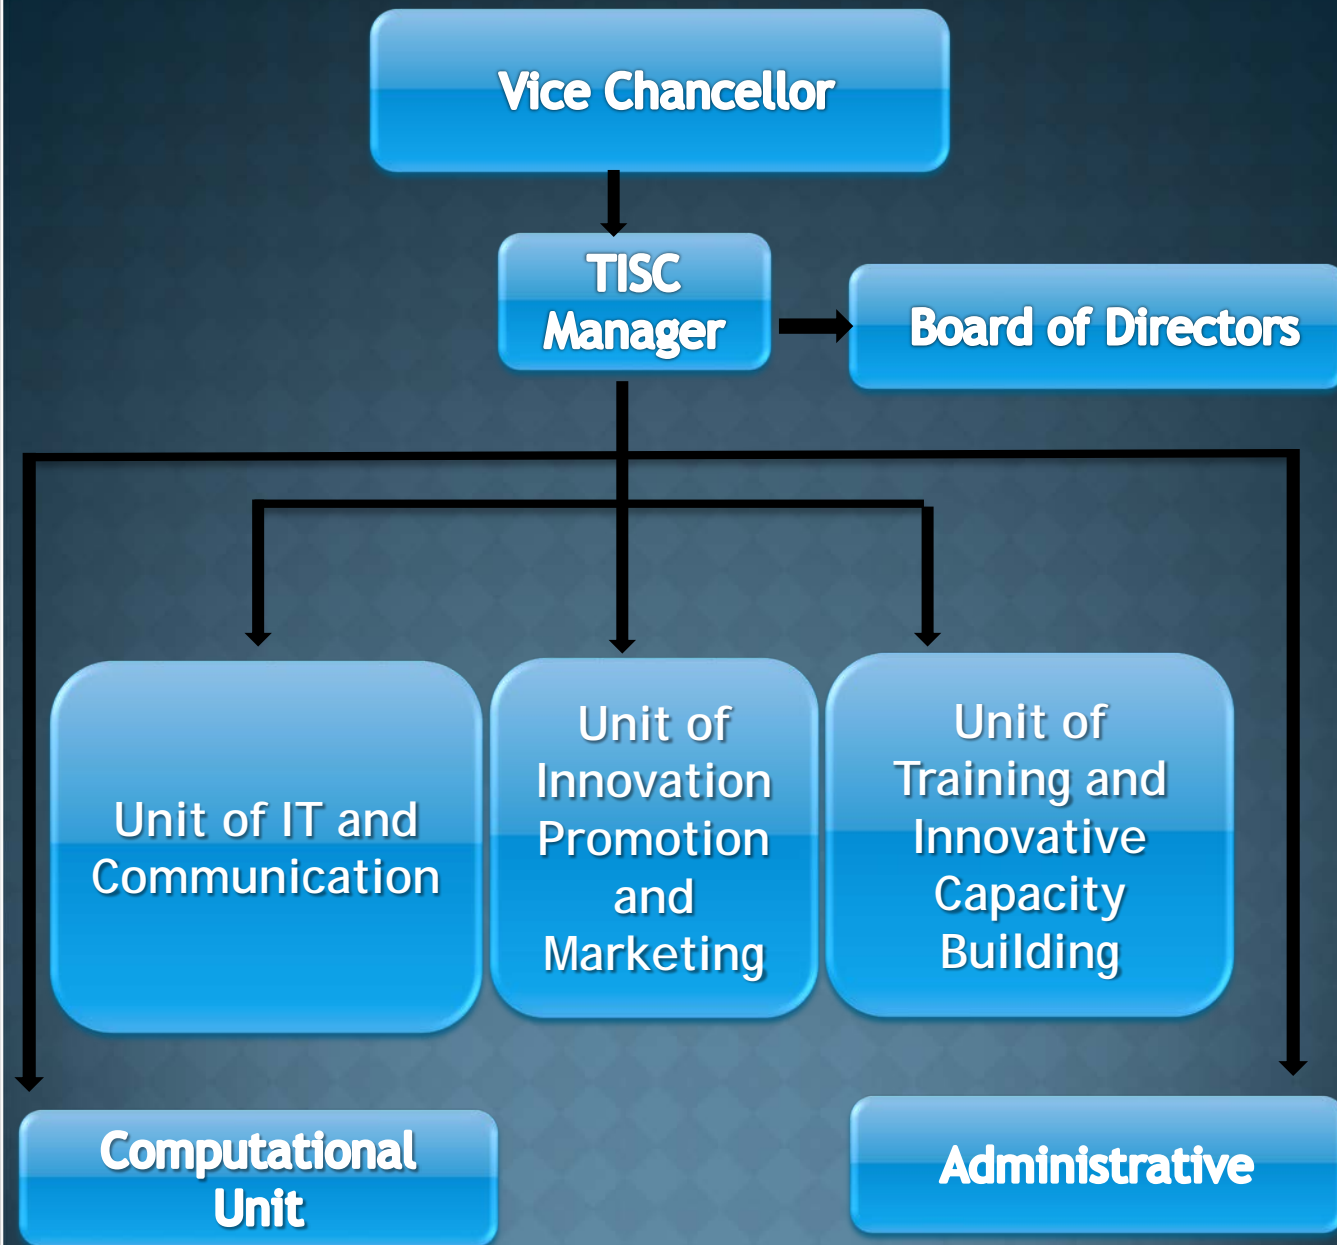 Vice Chancellor
TISC
Manager
Board of Directors
Unit of IT and
Communication
Unit of
Innovation
Promotion
and
Marketing
Unit of
Training and
Innovative
Capacity
Building
Computational
Unit
Administrative